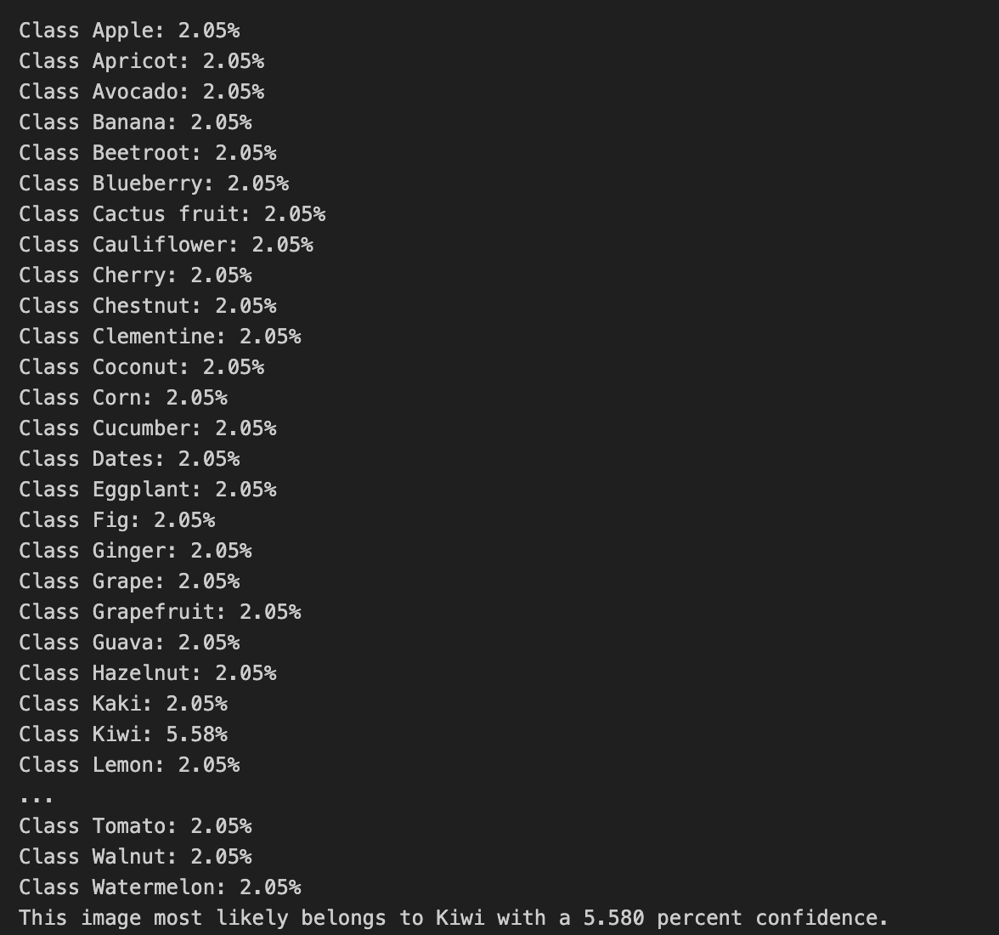 Class Apple: 2.05%
Class Apricot: 2.05%
Class Avocado: 2.05%
Class Banana: 2.05%
Class Beetroot: 2.05%
Class Blueberry: 2.05%
Class Cactus fruit: 2.05%
Class Cauliflower: 2.05%
Class Cherry: 2.05%
Class Chestnut: 2.05%
Class Clementine: 2.05%
Class Coconut: 2.05%
Class Corn: 2.05%
Class Cucumber: 2.05%
Class Dates: 2.05%
Class Eggplant: 2.05%
Class Fig: 2.05%
Class Ginger: 2.05%
Class Grape: 2.05%
Class Grapefruit: 2.05%
Class Guava: 2.05%
Class Hazelnut: 2.05%
Class Kaki: 2.05%
Class Kiwi: 5.58%
Class Lemon: 2.05%
...
Class Tomato: 2.05%
Class Walnut: 2.05%
Class Watermelon: 2.05%
This image most likely belongs to Kiwi with a 5.580 percent confidence.